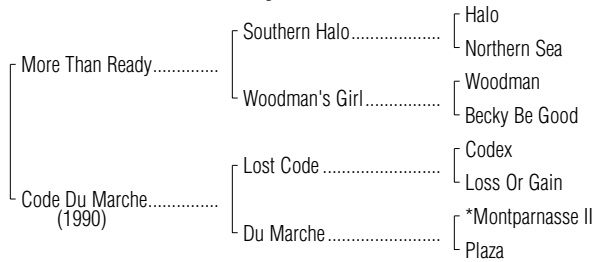 Halo
Southern Halo....................
Northern Sea
More Than Ready..............
Woodman
Woodman's Girl.................
Becky Be Good
Codex
Lost Code ..........................
Loss Or Gain
Code Du Marche...............
(1990)
*Montparnasse II
Du Marche .........................
Plaza